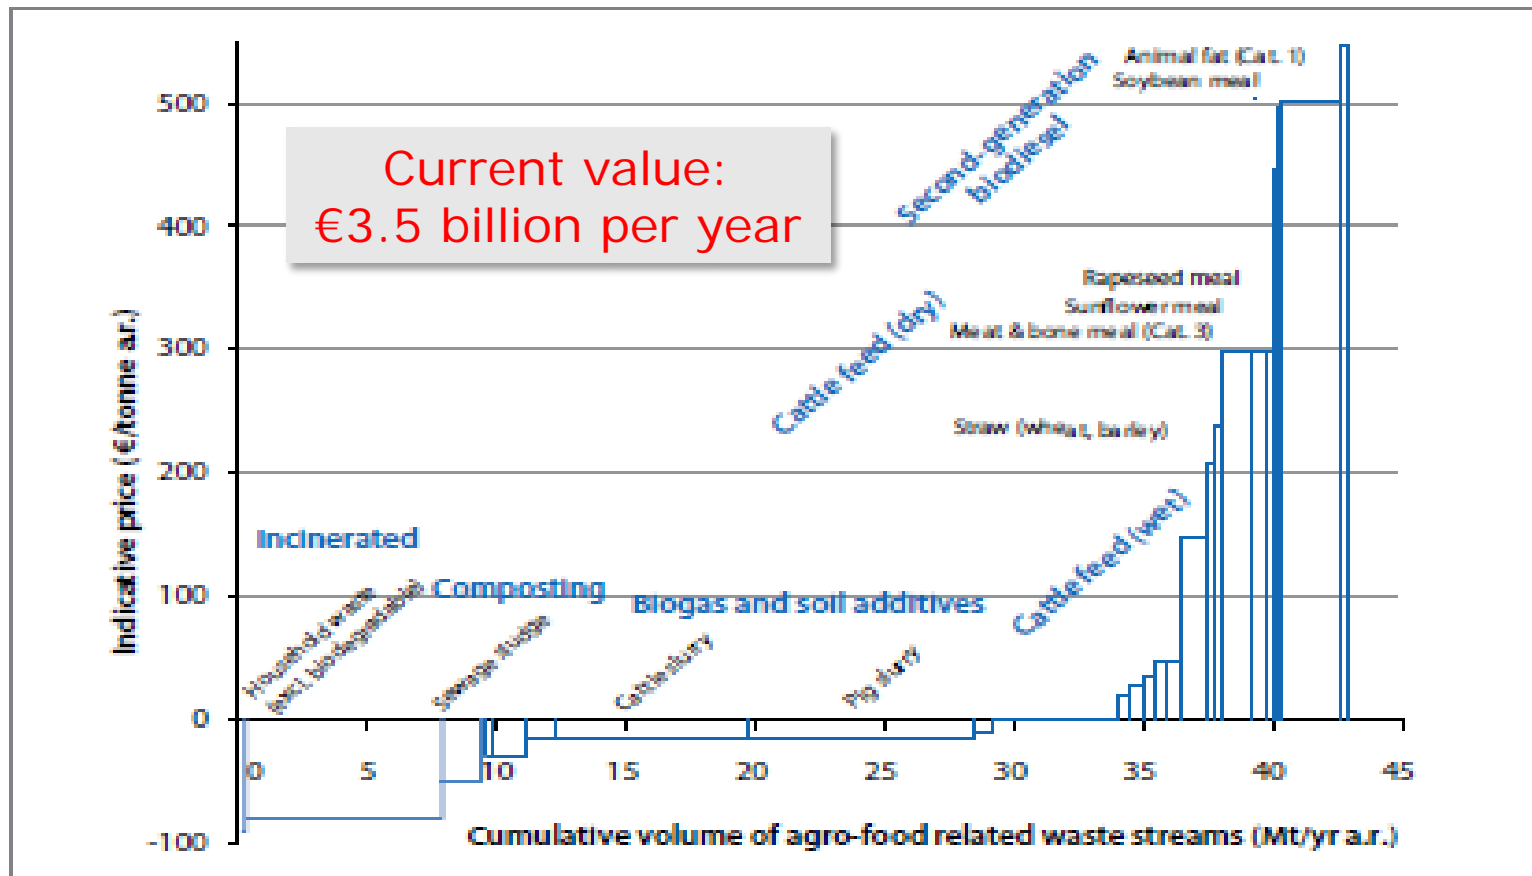 Animal fat (Cat. 1)
Soybean meal
Second-generation
biodiesel
500
Current value:
€3.5 billion per year
400
Rapeseed meal
Sunflower meal
Meat & bone meal (Cat. 3)
Cattle feed (dry)
300
Straw (wheat, barley)
200
Cattle feed (wet)
Incinerated
100
Composting
Biogas and soil additives
Household waste
(excl. biodegradable)
Sewage sludge
Cattle slurry
Pig slurry
0
0 5 10 15 20 25 30 35 40 45
-100
Indicative price (€/tonne a.r.)
Cumulative volume of agro-food related waste streams (Mt/yr a.r.)